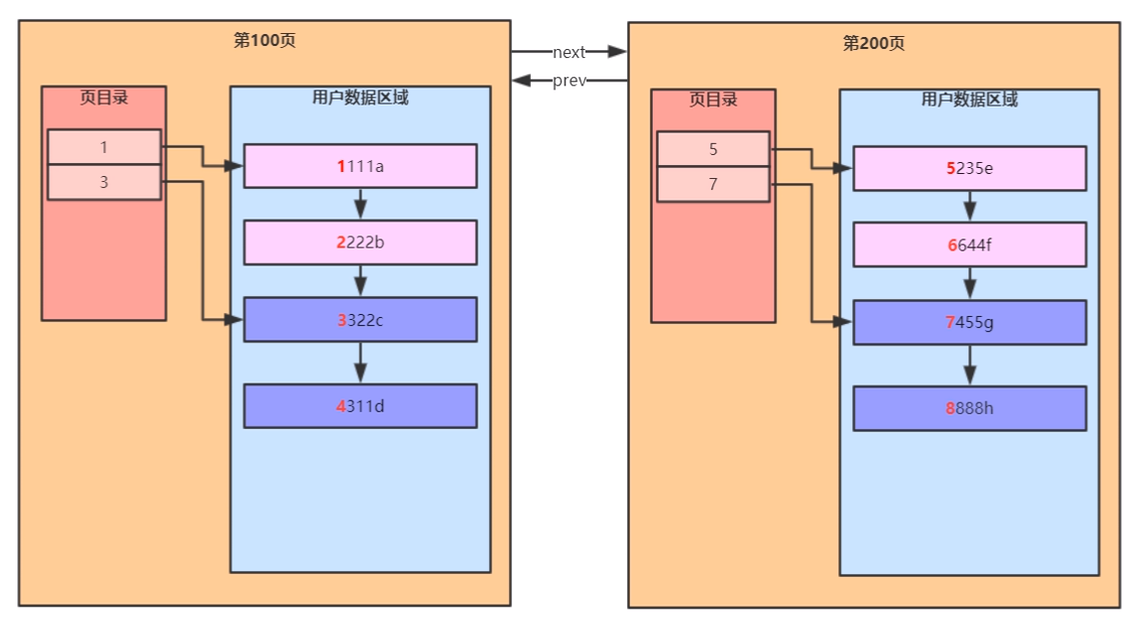 第100页
页目录
1
3
用户数据区域
1111a
2222b
3322c
4311d
next
prev
第200页
页目录
5
7
用户数据区域
5235e
6644f
7455g
8888h